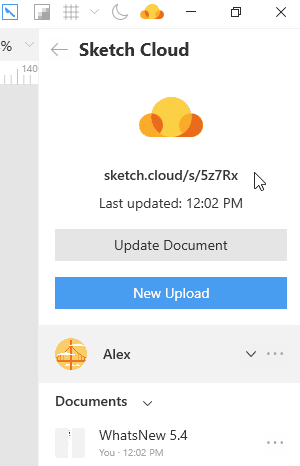 %
140
Sketch Cloud
sketch.cloud/s/5z7Rx
Last updated: 12:02 PM
Update Document
New Upload
Alex
Documents
WhatsNew 5.4
You · 12:02 PM